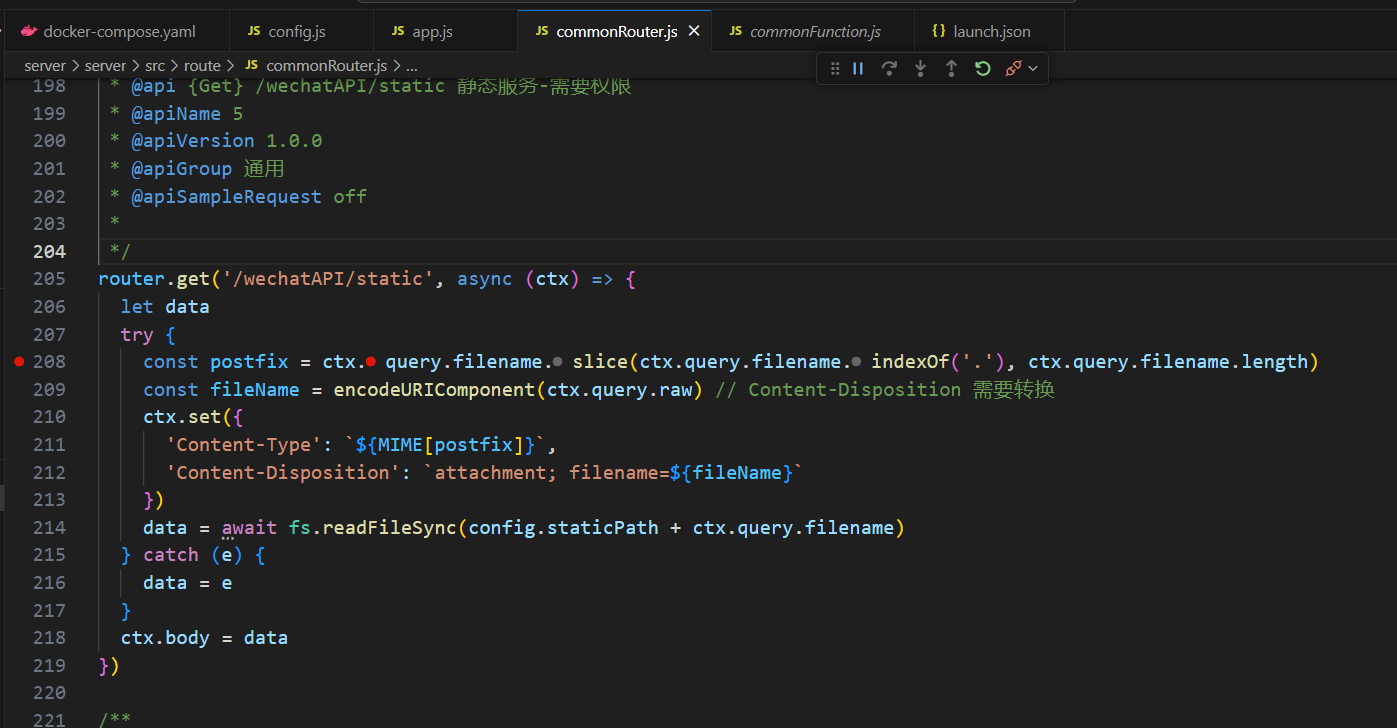 docker-compose.yaml JS config.js JS app.js JS commonRouter.js JS commonFunction.js {} launch.json
server > server > src > route > JS commonRouter.js > ...
198 * @api {Get} /wechatAPI/static 静态服务-需要权限
199 * @apiName 5
200 * @apiVersion 1.0.0
201 * @apiGroup 通用
202 * @apiSampleRequest off
203 *
204 */
205 router.get('/wechatAPI/static', async (ctx) => {
206 let data
207 try {
208 const postfix = ctx. query.filename. slice(ctx.query.filename. indexOf('.'), ctx.query.filename.length)
209 const fileName = encodeURIComponent(ctx.query.raw) // Content-Disposition 需要转换
210 ctx.set({
211 'Content-Type': `${MIME[postfix]}`,
212 'Content-Disposition': `attachment; filename=${fileName}`
213 })
214 data = await fs.readFileSync(config.staticPath + ctx.query.filename)
215 } catch (e) {
216 data = e
217 }
218 ctx.body = data
219 })
220
221 /**